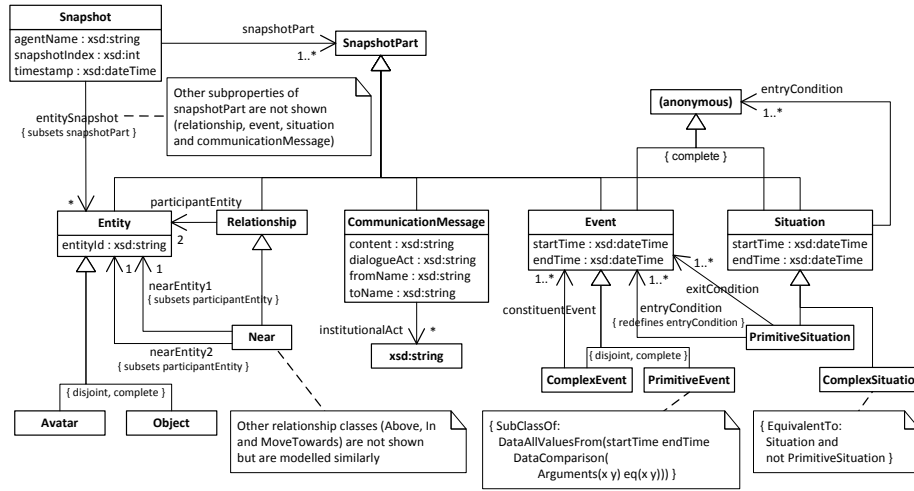 Snapshot
agentName : xsd:string
snapshotIndex : xsd:int
timestamp : xsd:dateTime
snapshotPart
1..*
SnapshotPart
Other subproperties of
snapshotPart are not shown
(relationship, event, situation
and communicationMessage)
entitySnapshot
{ subsets snapshotPart }
*
(anonymous)
entryCondition
1..*
{ complete }
Entity
entityId : xsd:string
participantEntity
2
Relationship
CommunicationMessage
content : xsd:string
dialogueAct : xsd:string
fromName : xsd:string
toName : xsd:string
Event
startTime : xsd:dateTime
endTime : xsd:dateTime
Situation
startTime : xsd:dateTime
endTime : xsd:dateTime
1
1
nearEntity1
{ subsets participantEntity }
nearEntity2
{ subsets participantEntity }
Near
institutionalAct
*
xsd:string
1..*
constituentEvent
1..*
entryCondition
{ redefines entryCondition }
1..*
exitCondition
PrimitiveSituation
{ disjoint, complete }
ComplexEvent
PrimitiveEvent
ComplexSituation
{ disjoint, complete }
Avatar
Object
Other relationship classes (Above, In
and MoveTowards) are not shown
but are modelled similarly
{ SubClassOf:
DataAllValuesFrom(startTime endTime
DataComparison(
Arguments(x y) eq(x y))) }
{ EquivalentTo:
Situation and
not PrimitiveSituation }